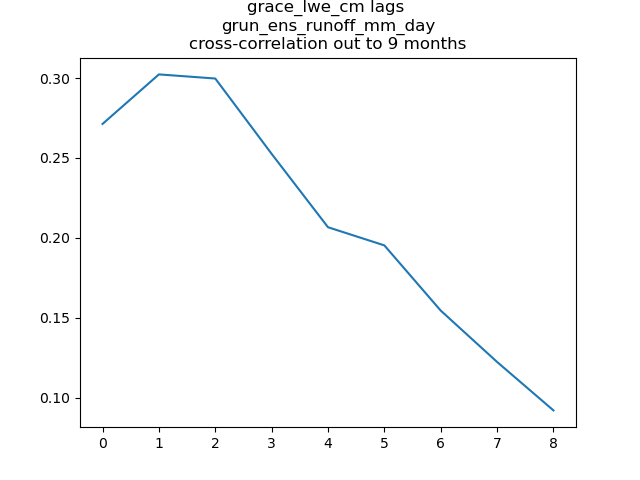 grace_lwe_cm lags
grun_ens_runoff_mm_day
cross-correlation out to 9 months
0.30
0.25
0.20
0.15
0.10
0 1 2 3 4 5 6 7 8